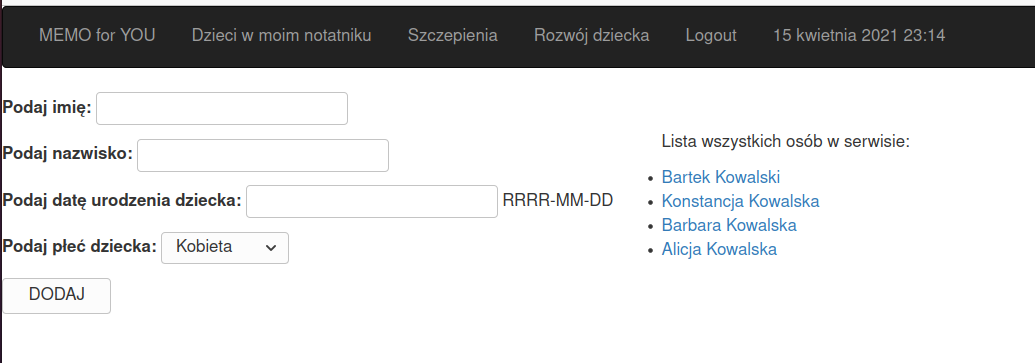 MEMO for YOU Dzieci w moim notatniku Szczepienia Rozwój dziecka Logout 15 kwietnia 2021 23:14
Podaj imię:
Podaj nazwisko:
Podaj datę urodzenia dziecka: RRRR-MM-DD
Podaj płeć dziecka: Kobieta
DODAJ
Lista wszystkich osób w serwisie:
Bartek Kowalski
Konstancja Kowalska
Barbara Kowalska
Alicja Kowalska